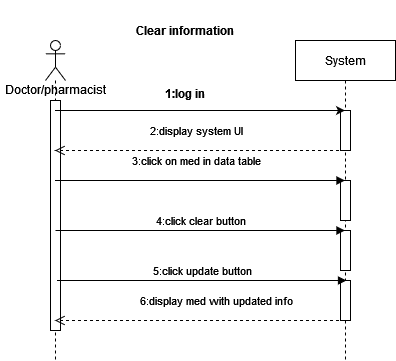 Clear information
System
Doctor/pharmacist
1:log in
2:display system UI
3:click on med in data table
4:click clear button
5:click update button
6:display med with updated info